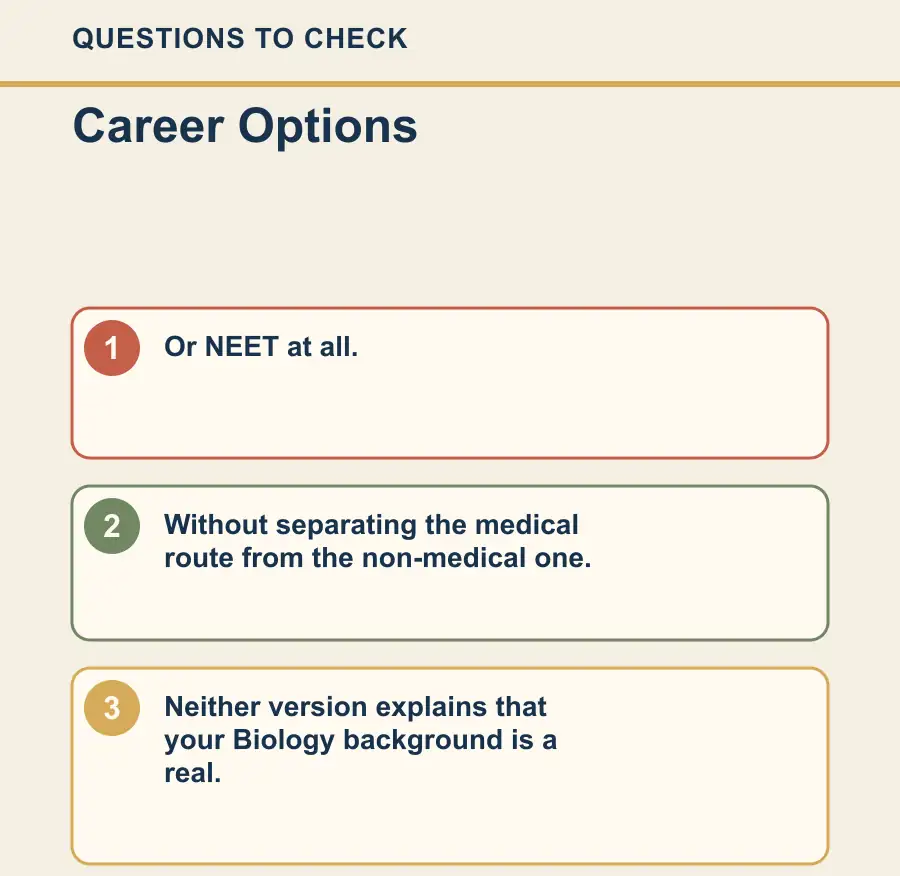 QUESTIONS TO CHECK
Career Options
1
Or NEET at all.
2
Without separating the medical
route from the non-medical one.
3
Neither version explains that
your Biology background is a
real.